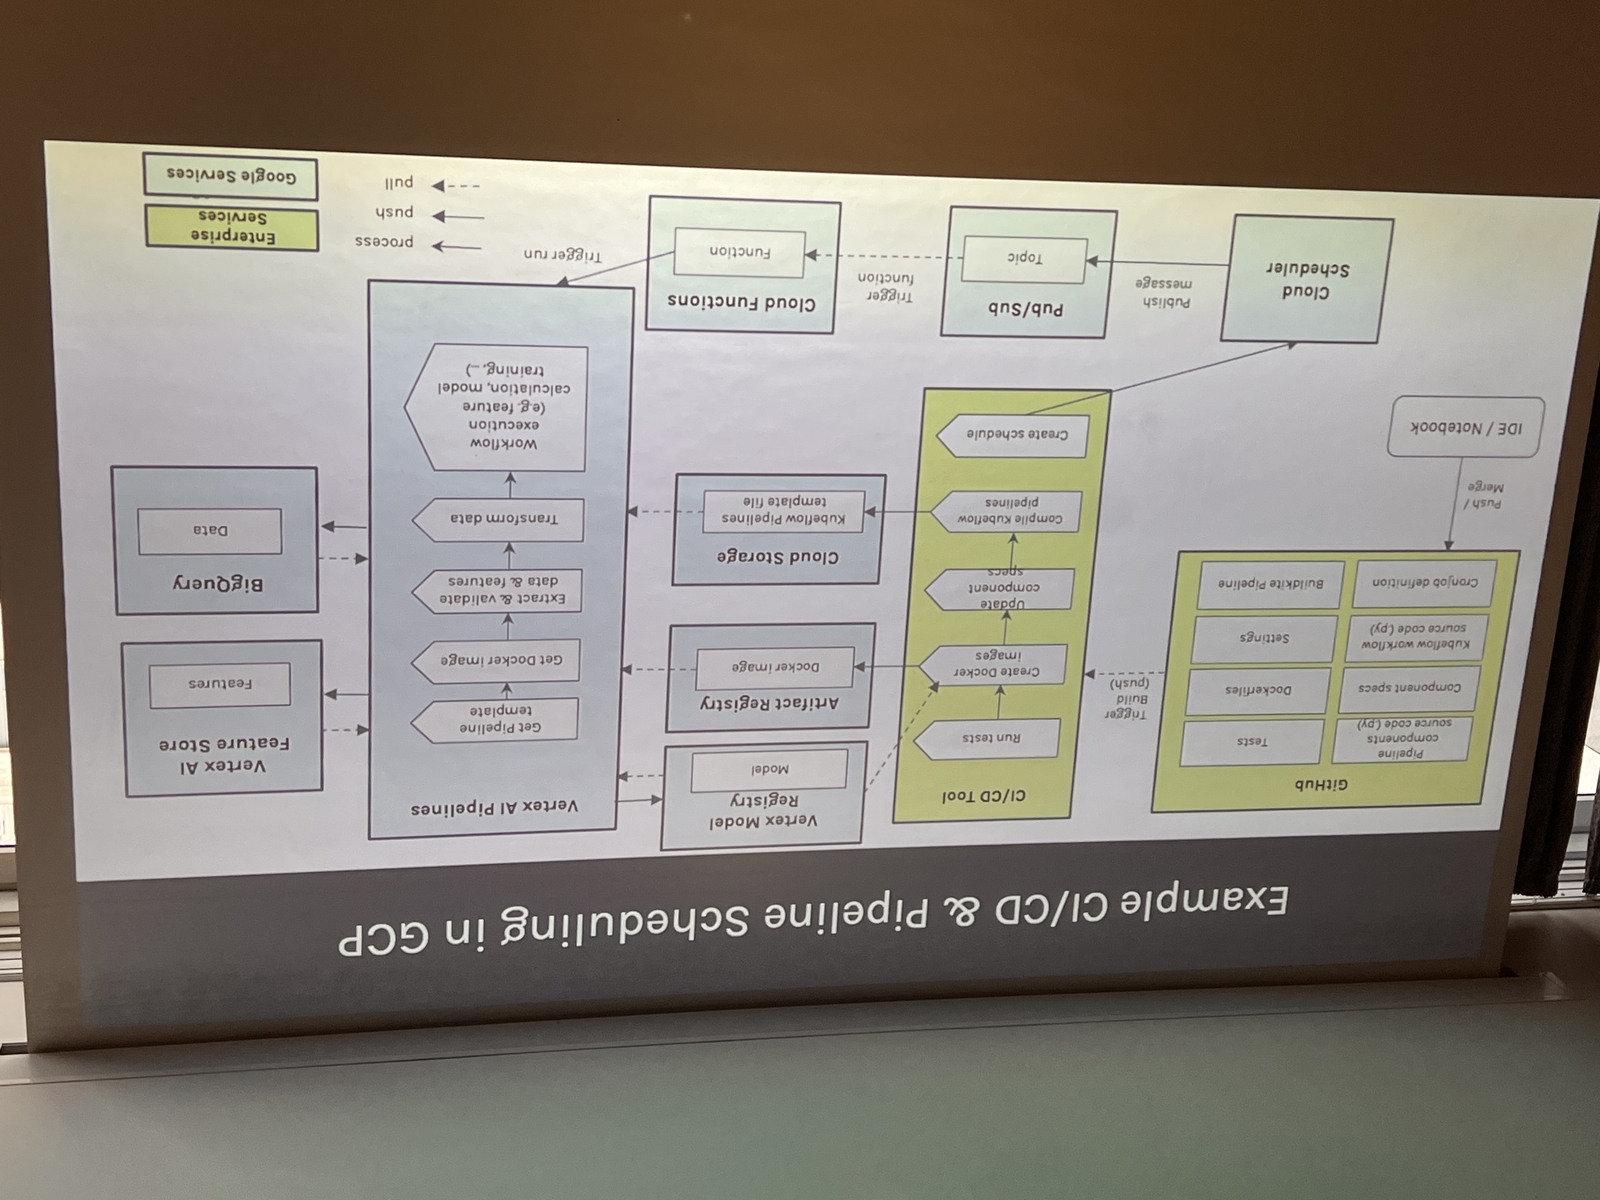 Example CI/CD & Pipeline Scheduling in GCP
GitHub
Pipeline
components
source code (.py)
Tests
Component specs
Dockerfiles
Kubeflow workflow
source code (.py)
Settings
Cronjob definition
Buildkite Pipeline
Push /
Merge
IDE / Notebook
Trigger
Build
(push)
CI/CD Tool
Run tests
Create Docker
images
Update
component
specs
Compile Kubeflow
pipelines
Create schedule
Vertex Model
Registry
Model
Artifact Registry
Docker image
Cloud Storage
Kubeflow Pipelines
template file
Vertex AI Pipelines
Get Pipeline
template
Get Docker image
Extract & validate
data & features
Transform data
Workflow
execution
(e.g. feature
calculation, model
training, ...)
Vertex AI
Feature Store
Features
BigQuery
Data
Cloud
Scheduler
Publish
message
Pub/Sub
Topic
Trigger
function
Cloud Functions
Function
Trigger run
process
push
pull
Enterprise
Services
Google Services